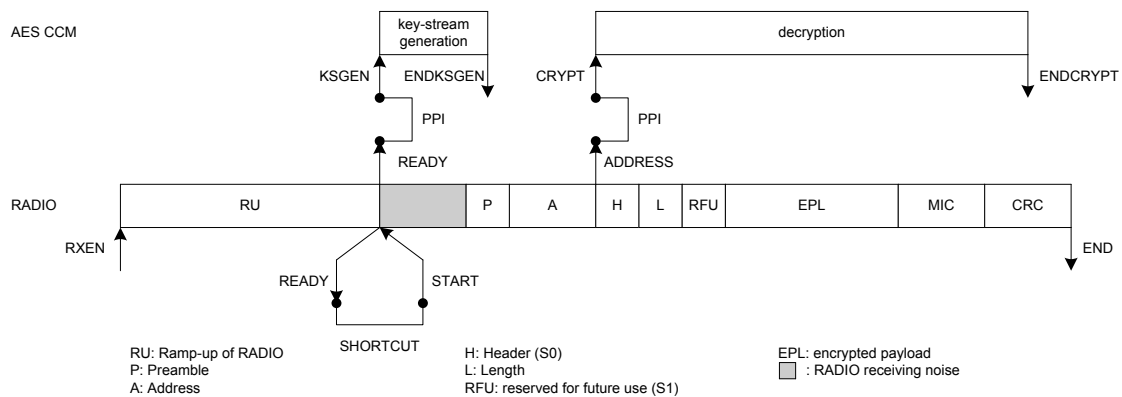 AES CCM
key-stream
generation
decryption
KSGEN
ENDKSGEN
CRYPT
ENDCRYPT
PPI
PPI
READY
ADDRESS
RADIO
RU
P
A
H
L
RFU
EPL
MIC
CRC
RXEN
END
READY
START
SHORTCUT
RU: Ramp-up of RADIO
P: Preamble
A: Address
H: Header (S0)
L: Length
RFU: reserved for future use (S1)
EPL: encrypted payload
: RADIO receiving noise